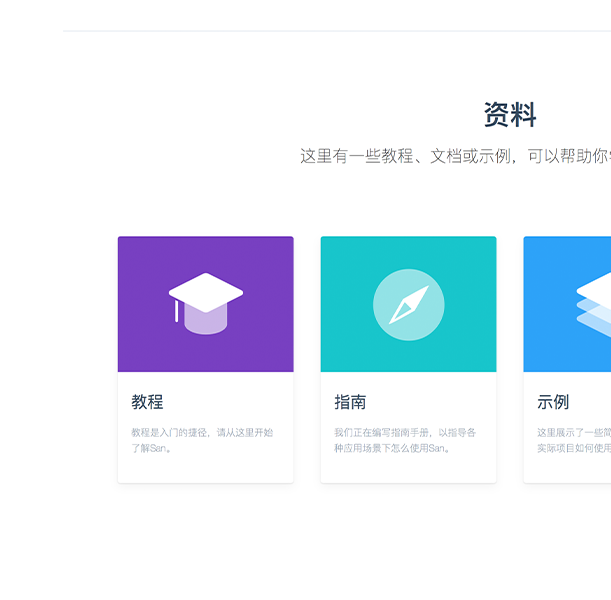 资料
这里有一些教程、文档或示例，可以帮助你
教程
教程是入门的捷径，请从这里开始
了解San。
指南
我们正在编写指南手册，以指导各
种应用场景下怎么使用San。
示例
这里展示了一些
实际项目如何使用